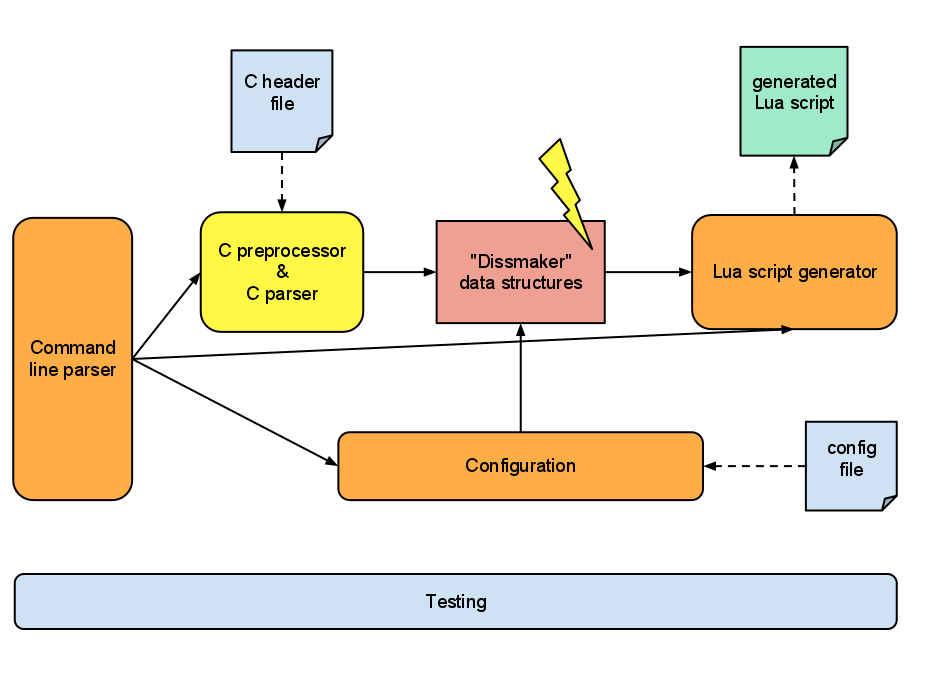 C header
file
generated
Lua script
C preprocessor
&
C parser
"Dissmaker"
data structures
Lua script generator
Command
line parser
Configuration
config
file
Testing